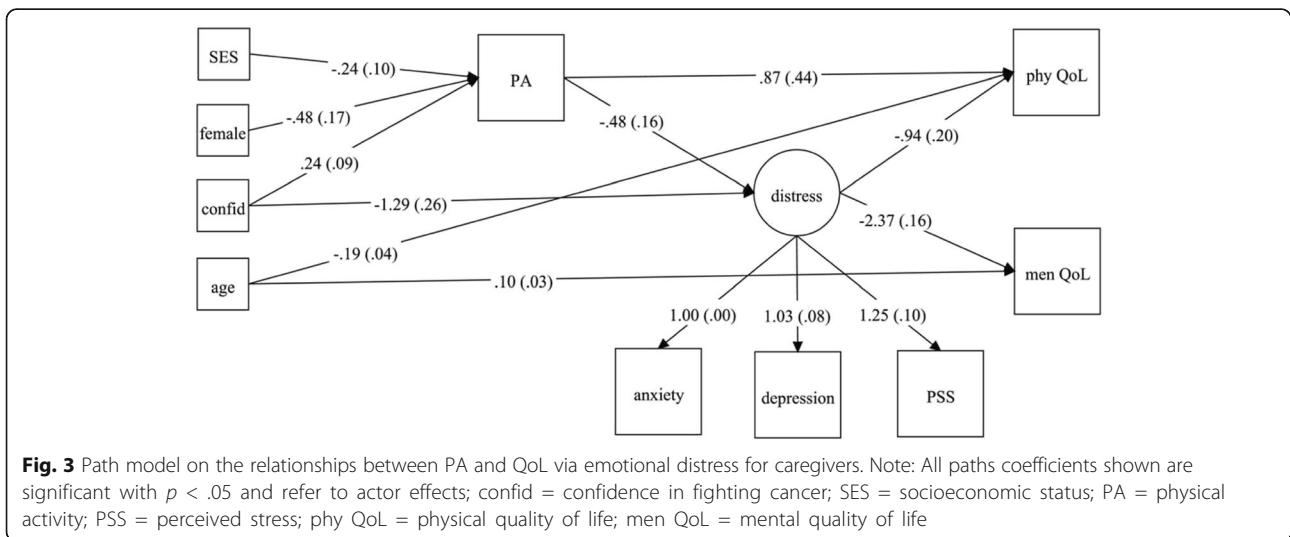 SES
-.24 (.10)
PA
.87 (.44)
phy QoL
female
-.48 (.17)
-.48 (.16)
-.94 (.20)
.24 (.09)
confid
-1.29 (.26)
distress
-2.37 (.16)
-.19 (.04)
age
.10 (.03)
men QoL
1.00 (.00)
1.03 (.08)
1.25 (.10)
anxiety
depression
PSS
Fig. 3 Path model on the relationships between PA and QoL via emotional distress for caregivers. Note: All paths coefficients shown are
significant with p < .05 and refer to actor effects; confid = confidence in fighting cancer; SES = socioeconomic status; PA = physical
activity; PSS = perceived stress; phy QoL = physical quality of life; men QoL = mental quality of life